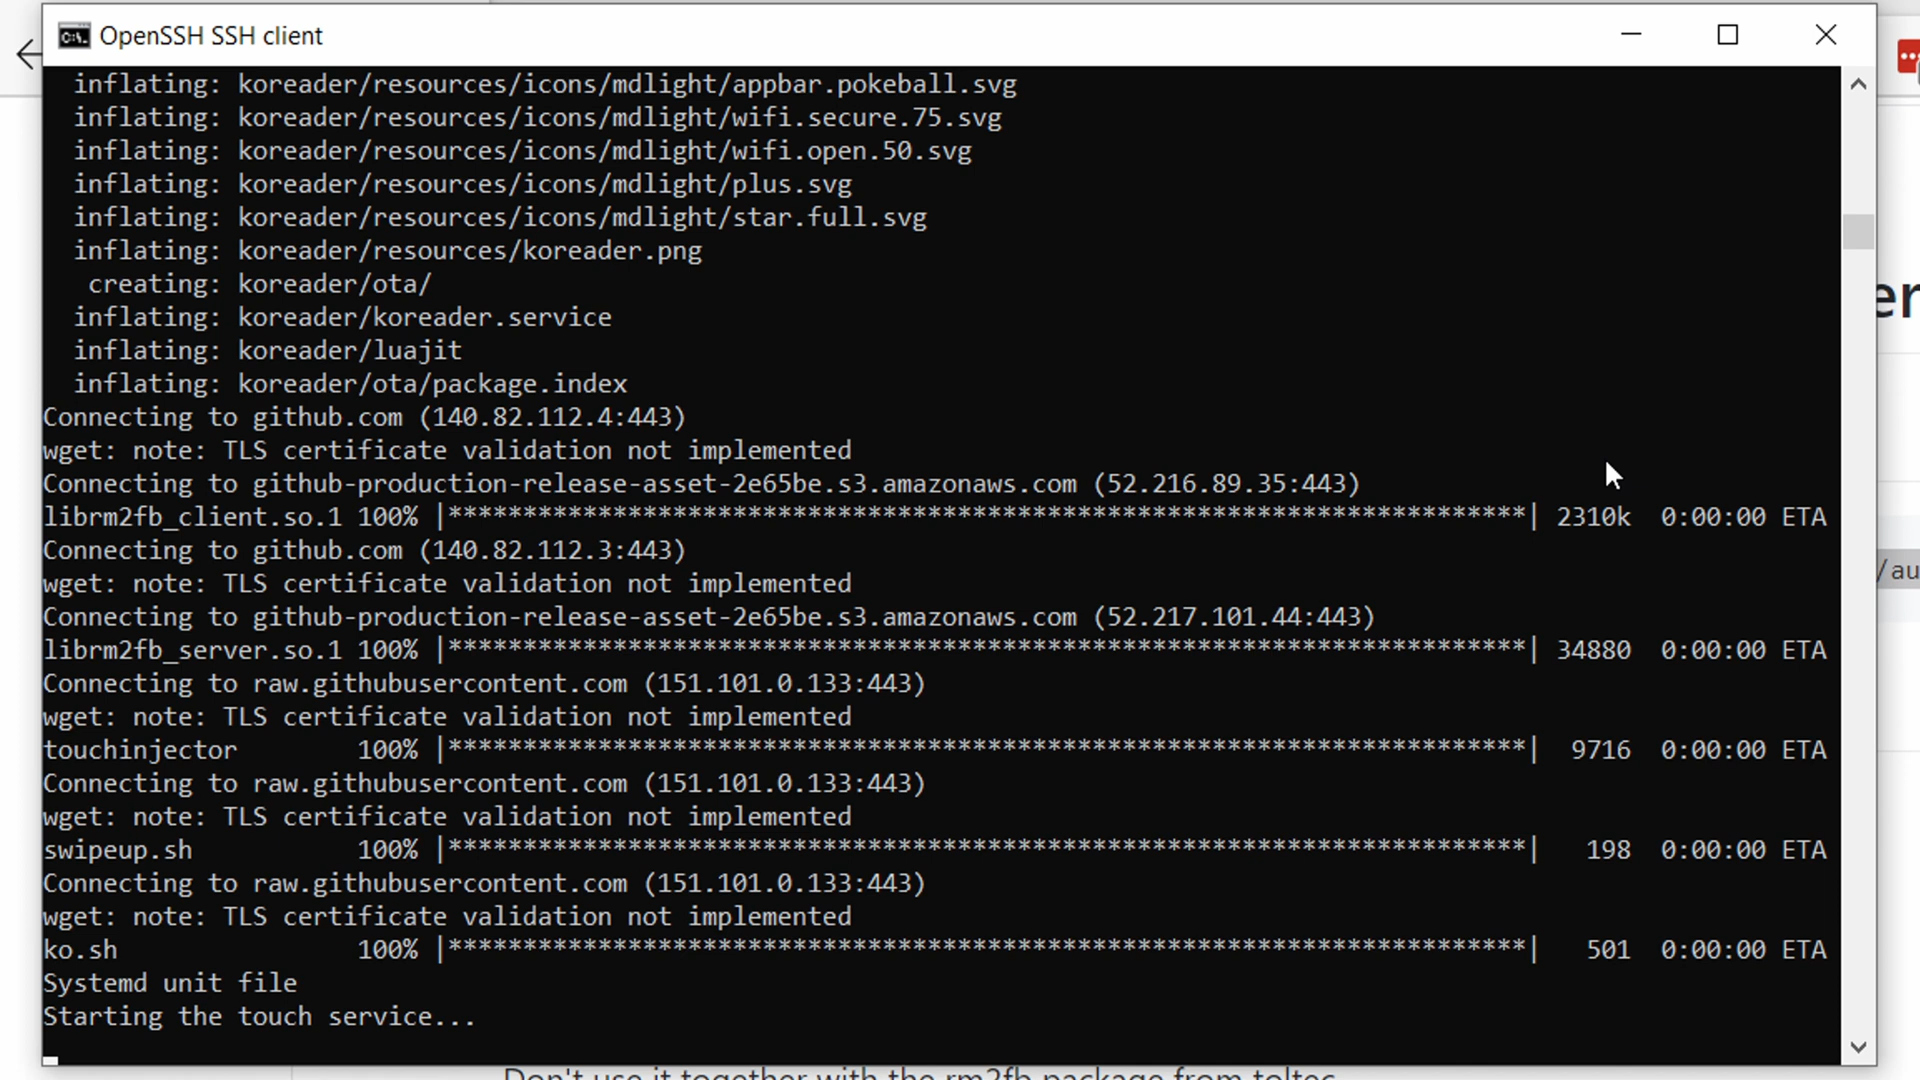 OpenSSH SSH client
inflating: koreader/resources/icons/mdlight/appbar.pokeball.svg
inflating: koreader/resources/icons/mdlight/wifi.secure.75.svg
inflating: koreader/resources/icons/mdlight/wifi.open.50.svg
inflating: koreader/resources/icons/mdlight/plus.svg
inflating: koreader/resources/icons/mdlight/star.full.svg
inflating: koreader/resources/koreader.png
creating: koreader/ota/
inflating: koreader/koreader.service
inflating: koreader/luajit
inflating: koreader/ota/package.index
Connecting to github.com (140.82.112.4:443)
wget: note: TLS certificate validation not implemented
Connecting to github-production-release-asset-2e65be.s3.amazonaws.com (52.216.89.35:443)
librm2fb_client.so.1 100% |************************************************************************| 2310k 0:00:00 ETA
Connecting to github.com (140.82.112.3:443)
wget: note: TLS certificate validation not implemented
Connecting to github-production-release-asset-2e65be.s3.amazonaws.com (52.217.101.44:443)
librm2fb_server.so.1 100% |************************************************************************| 34880 0:00:00 ETA
Connecting to raw.githubusercontent.com (151.101.0.133:443)
wget: note: TLS certificate validation not implemented
touchinjector 100% |************************************************************************| 9716 0:00:00 ETA
Connecting to raw.githubusercontent.com (151.101.0.133:443)
wget: note: TLS certificate validation not implemented
swipeup.sh 100% |************************************************************************| 198 0:00:00 ETA
Connecting to raw.githubusercontent.com (151.101.0.133:443)
wget: note: TLS certificate validation not implemented
ko.sh 100% |************************************************************************| 501 0:00:00 ETA
Systemd unit file
Starting the touch service...
er
/au
Don't use it together with the rm2fb package from toltec